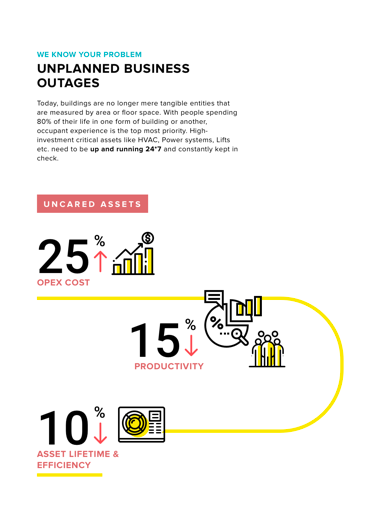 WE KNOW YOUR PROBLEM
UNPLANNED BUSINESS
OUTAGES
Today, buildings are no longer mere tangible entities that
are measured by area or floor space. With people spending
80% of their life in one form of building or another,
occupant experience is the top most priority. High-
investment critical assets like HVAC, Power systems, Lifts
etc. need to be up and running 24*7 and constantly kept in
check.
UNCARED ASSETS
25%
$
OPEX COST
%
15%
PRODUCTIVITY
10%
ASSET LIFETIME &
EFFICIENCY